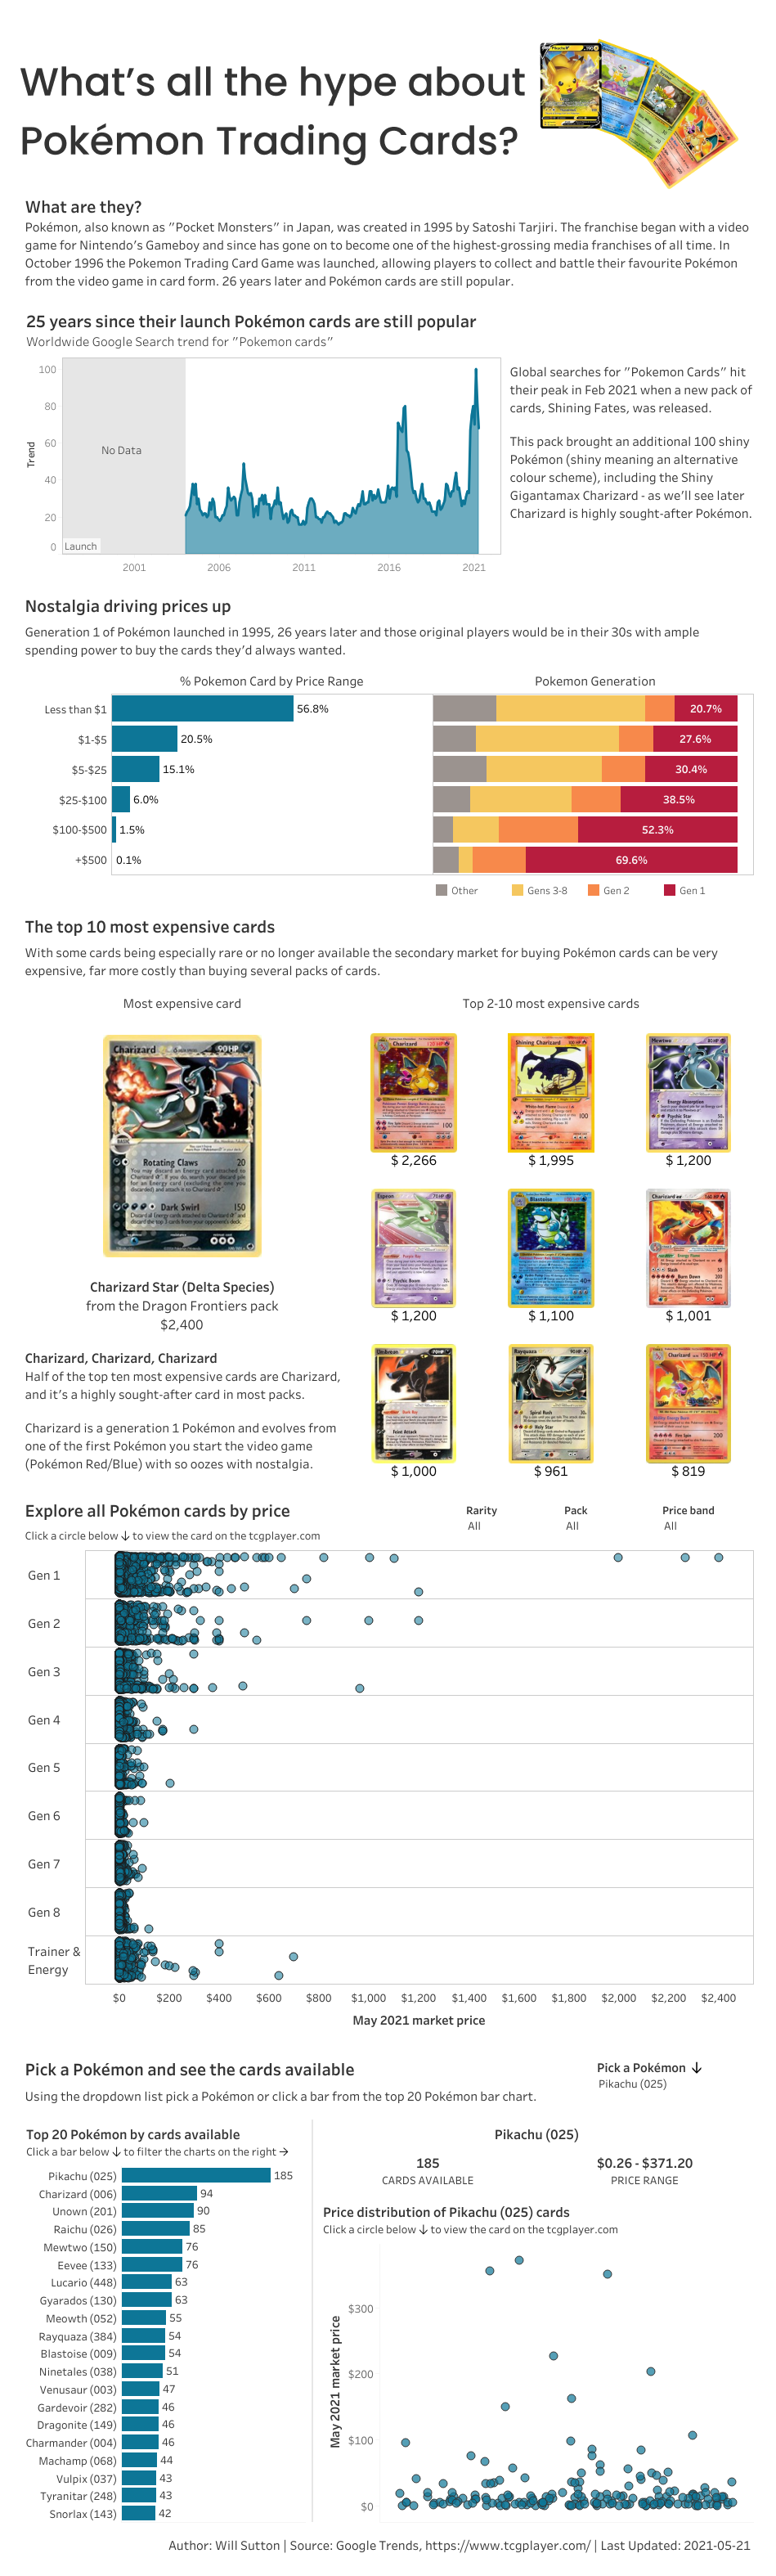 What's all the hype about
Pokémon Trading Cards?
What are they?
Pokémon, also known as "Pocket Monsters" in Japan, was created in 1995 by Satoshi Tarjiri. The franchise began with a video
game for Nintendo's Gameboy and since has gone on to become one of the highest-grossing media franchises of all time. In
October 1996 the Pokemon Trading Card Game was launched, allowing players to collect and battle their favourite Pokémon
from the video game in card form. 26 years later and Pokémon cards are still popular.
25 years since their launch Pokémon cards are still popular
Worldwide Google Search trend for "Pokemon cards"
Trend
100
80
60
40
20
0
No Data
Launch
2001 2006 2011 2016 2021
Global searches for "Pokemon Cards" hit
their peak in Feb 2021 when a new pack of
cards, Shining Fates, was released.
This pack brought an additional 100 shiny
Pokémon (shiny meaning an alternative
colour scheme), including the Shiny
Gigantamax Charizard - as we'll see later
Charizard is highly sought-after Pokémon.
Nostalgia driving prices up
Generation 1 of Pokémon launched in 1995, 26 years later and those original players would be in their 30s with ample
spending power to buy the cards they'd always wanted.
% Pokemon Card by Price Range
Pokemon Generation
Less than $1 56.8% 20.7%
$1-$5 20.5% 27.6%
$5-$25 15.1% 30.4%
$25-$100 6.0% 38.5%
$100-$500 1.5% 52.3%
+$500 0.1% 69.6%
Other Gens 3-8 Gen 2 Gen 1
The top 10 most expensive cards
With some cards being especially rare or no longer available the secondary market for buying Pokémon cards can be very
expensive, far more costly than buying several packs of cards.
Most expensive card
Charizard 90 HP
Rotating Claws 20
Dark Swirl 150
Charizard Star (Delta Species)
from the Dragon Frontiers pack
$2,400
Charizard, Charizard, Charizard
Half of the top ten most expensive cards are Charizard,
and it's a highly sought-after card in most packs.
Charizard is a generation 1 Pokémon and evolves from
one of the first Pokémon you start the video game
(Pokémon Red/Blue) with so oozes with nostalgia.
Top 2-10 most expensive cards
Charizard
Shining Charizard
Mewtwo
$ 2,266 $ 1,995 $ 1,200
Espeon
Blastoise
Charizard
$ 1,200 $ 1,100 $ 1,001
Umbreon
Rayquaza
Charizard
$ 1,000 $ 961 $ 819
Explore all Pokémon cards by price
Click a circle below ↓ to view the card on the tcgplayer.com
Rarity Pack Price band
All All All
Gen 1
Gen 2
Gen 3
Gen 4
Gen 5
Gen 6
Gen 7
Gen 8
Trainer &
Energy
$0 $200 $400 $600 $800 $1,000 $1,200 $1,400 $1,600 $1,800 $2,000 $2,200 $2,400
May 2021 market price
Pick a Pokémon and see the cards available
Using the dropdown list pick a Pokémon or click a bar from the top 20 Pokémon bar chart.
Pick a Pokémon ↓
Pikachu (025)
Top 20 Pokémon by cards available
Click a bar below ↓ to filter the charts on the right →
Pikachu (025) 185
Charizard (006) 94
Unown (201) 90
Raichu (026) 85
Mewtwo (150) 76
Eevee (133) 76
Lucario (448) 63
Gyarados (130) 63
Meowth (052) 55
Rayquaza (384) 54
Blastoise (009) 54
Ninetales (038) 51
Venusaur (003) 47
Gardevoir (282) 46
Dragonite (149) 46
Charmander (004) 46
Machamp (068) 44
Vulpix (037) 43
Tyranitar (248) 43
Snorlax (143) 42
Pikachu (025)
185 $0.26 - $371.20
CARDS AVAILABLE PRICE RANGE
Price distribution of Pikachu (025) cards
Click a circle below ↓ to view the card on the tcgplayer.com
May 2021 market price
$300
$200
$100
$0
Author: Will Sutton | Source: Google Trends, https://www.tcgplayer.com/ | Last Updated: 2021-05-21